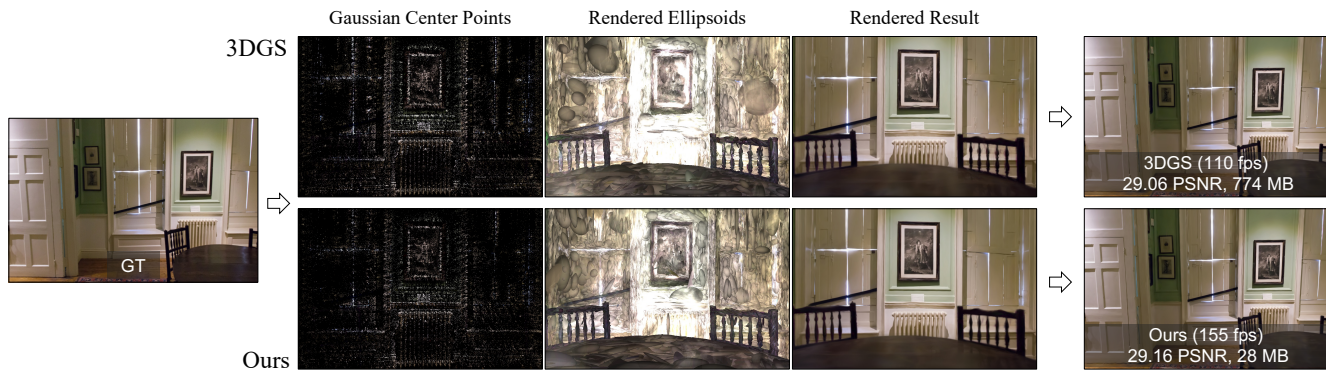 Gaussian Center Points
Rendered Ellipsoids
Rendered Result
3DGS
GT
3DGS (110 fps)
29.06 PSNR, 774 MB
Ours
Ours (155 fps)
29.16 PSNR, 28 MB